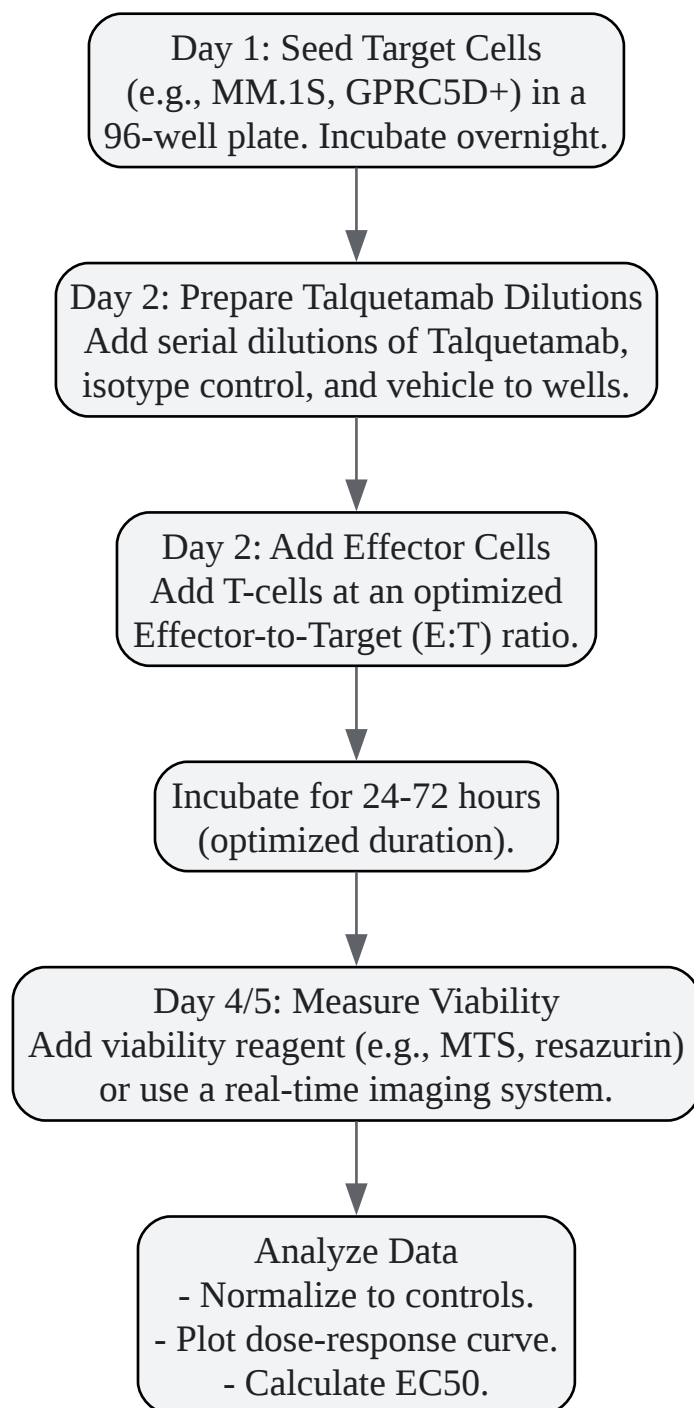 Day 1: Seed Target Cells
(e.g., MM.1S, GPRC5D+) in a
96-well plate. Incubate overnight.
Day 2: Prepare Talquetamab Dilutions
Add serial dilutions of Talquetamab,
isotype control, and vehicle to wells.
Day 2: Add Effector Cells
Add T-cells at an optimized
Effector-to-Target (E:T) ratio.
Incubate for 24-72 hours
(optimized duration).
Day 4/5: Measure Viability
Add viability reagent (e.g., MTS, resazurin)
or use a real-time imaging system.
Analyze Data
- Normalize to controls.
- Plot dose-response curve.
- Calculate EC50.